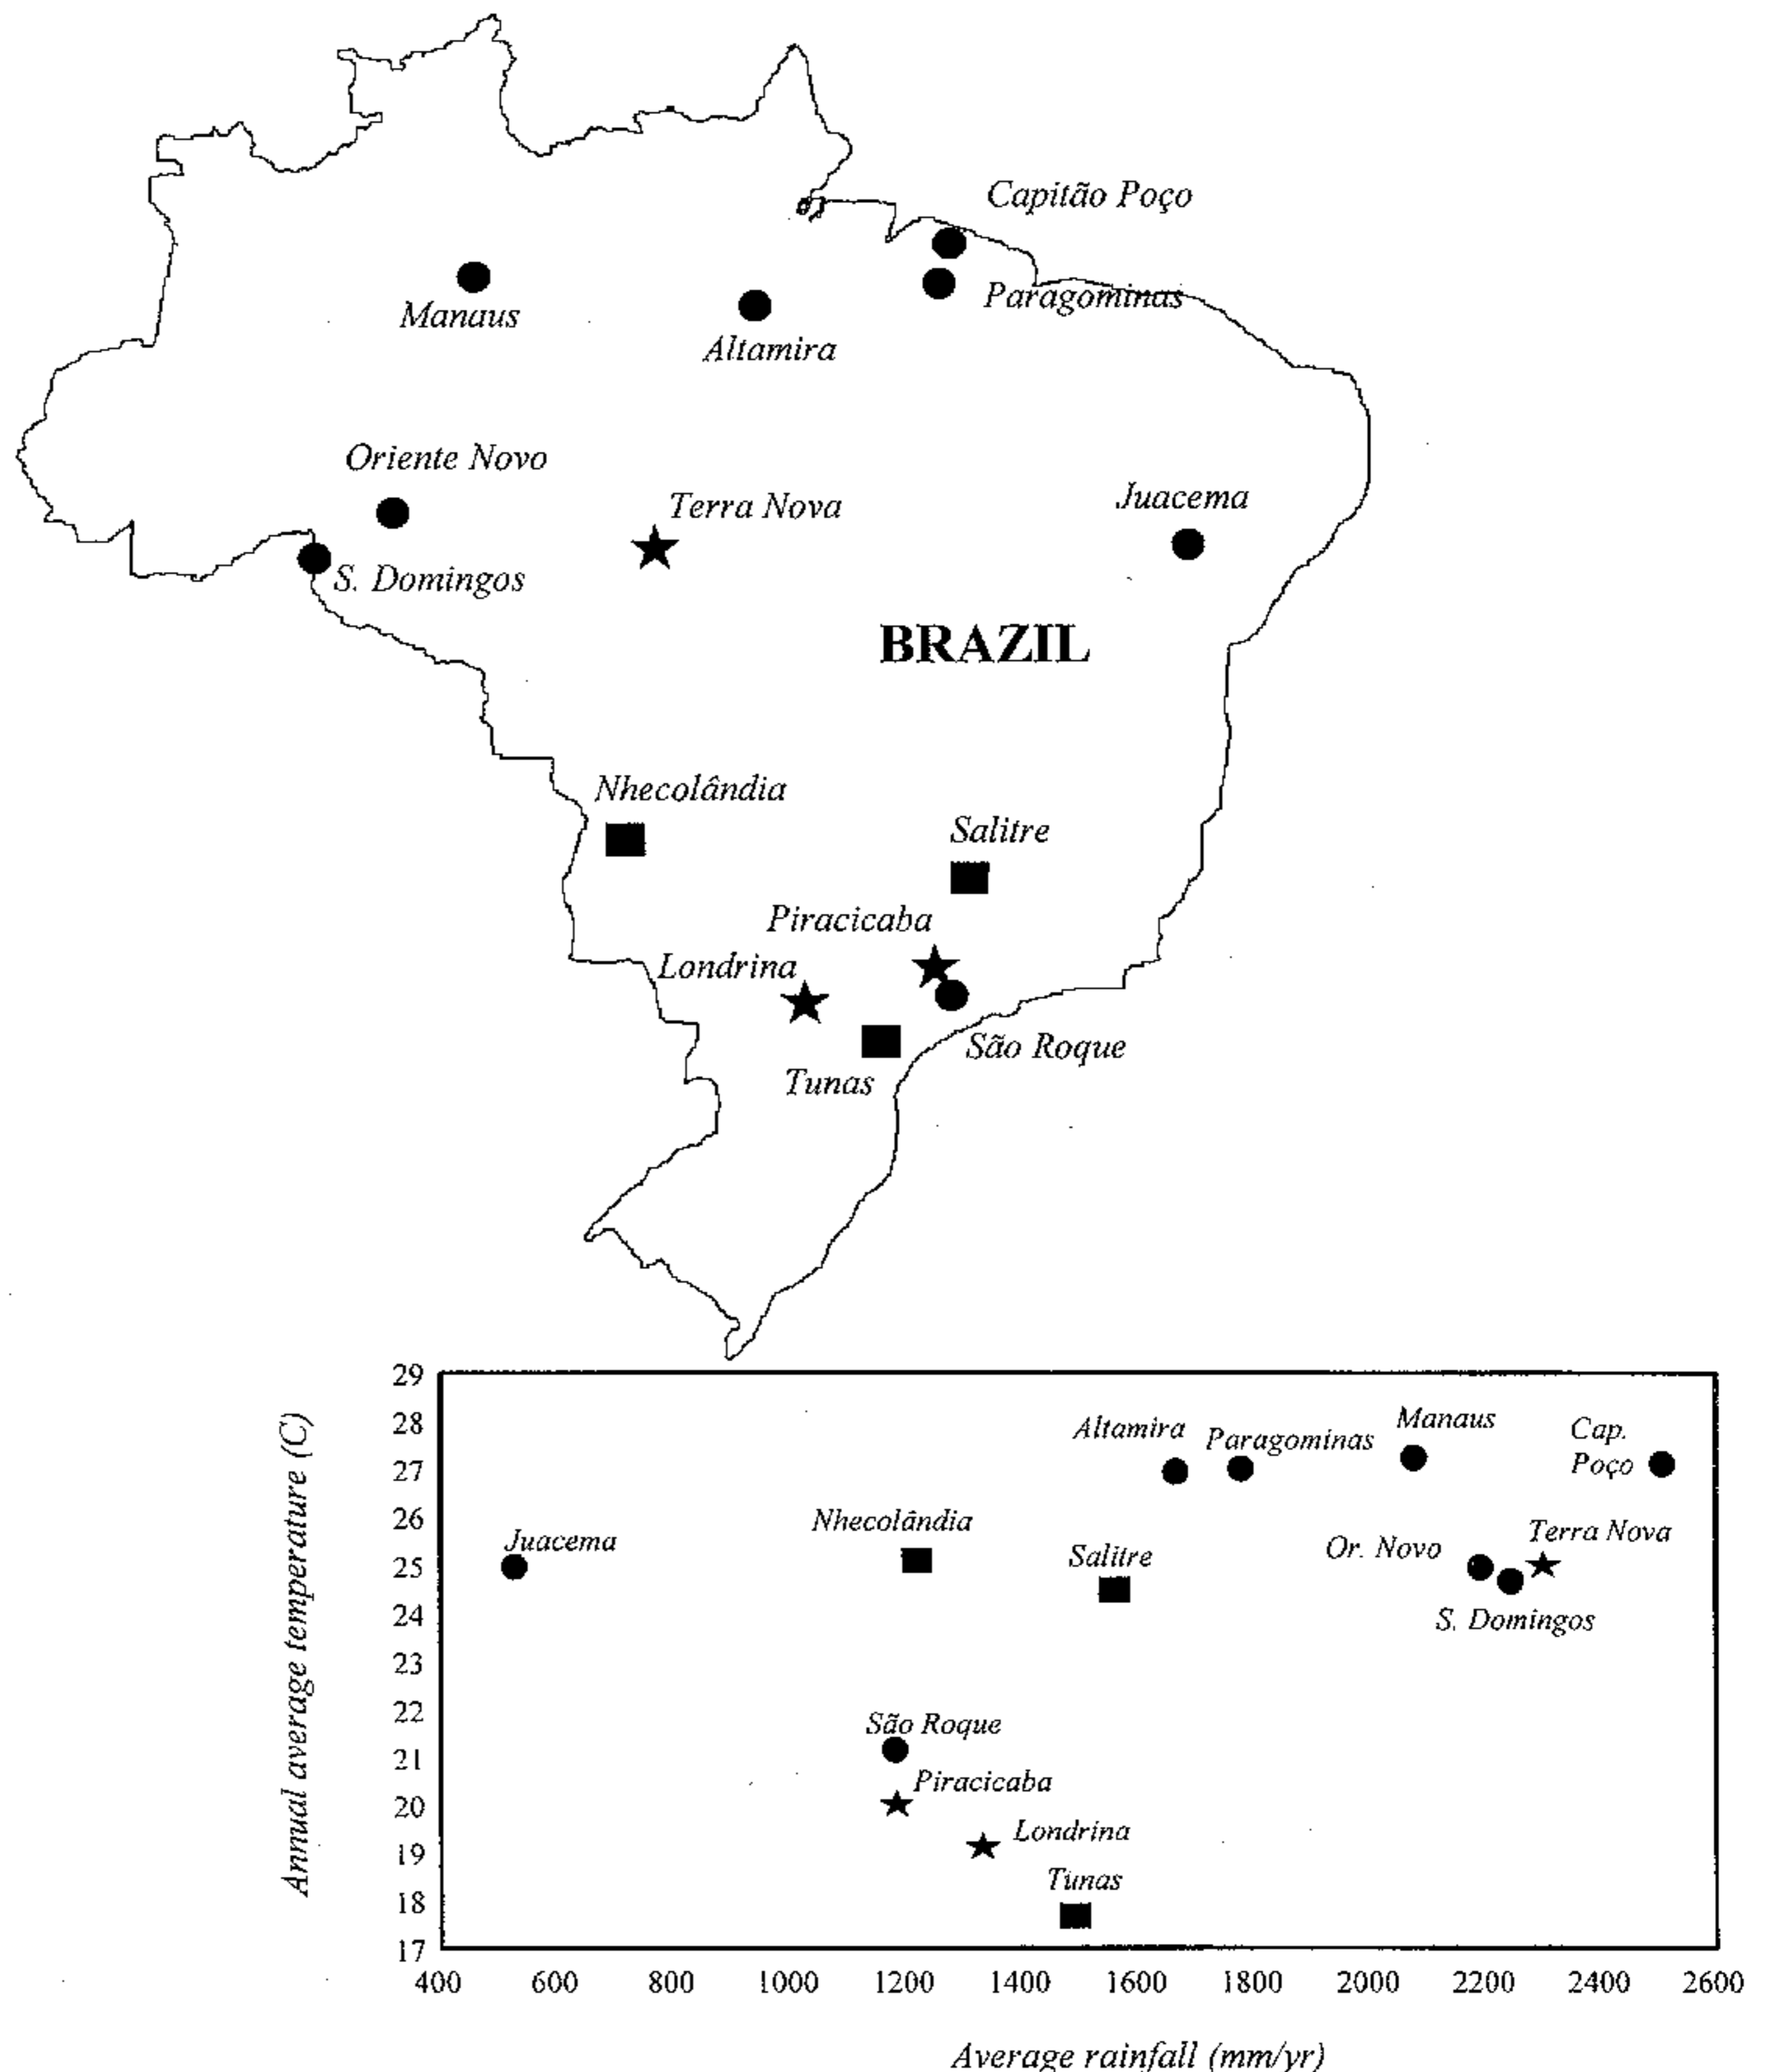 Capitão Poço
Paragominas
Manaus
Altamira
Oriente Novo
Terra Nova
Juacema
S. Domingos
BRAZIL
Nhecolândia
Salitre
Piracicaba
Londrina
São Roque
Tunas
Annual average temperature (C)
29
28
27
26
25
24
23
22
21
20
19
18
17
Altamira
Paragominas
Manaus
Cap.
Poço
Juacema
Nhecolândia
Salitre
Or. Novo
Terra Nova
S. Domingos
São Roque
Piracicaba
Londrina
Tunas
400 600 800 1000 1200 1400 1600 1800 2000 2200 2400 2600
Average rainfall (mm/yr)